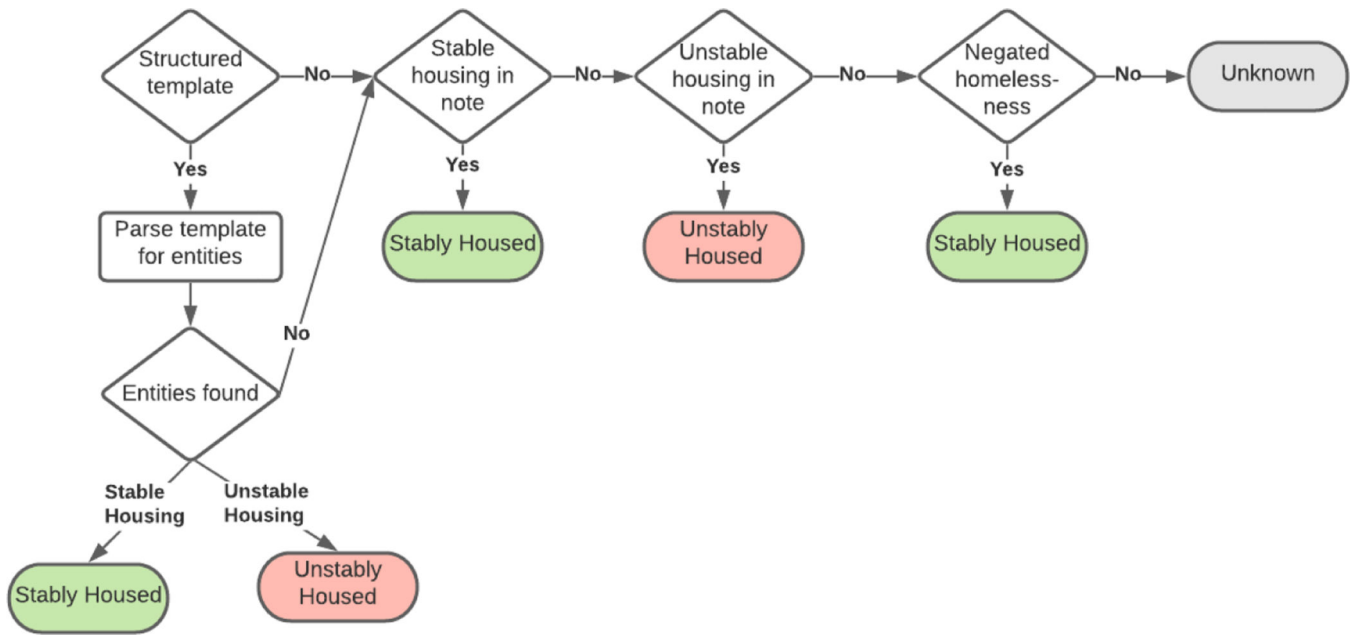 Structured
template
No
Stable
housing in
note
No
Unstable
housing in
note
No
Negated
homeless-
ness
No
Unknown
Yes
Yes
Yes
Yes
Parse template
for entities
Stably Housed
Unstably
Housed
Stably Housed
No
Entities found
Stable
Housing
Unstable
Housing
Stably Housed
Unstably
Housed